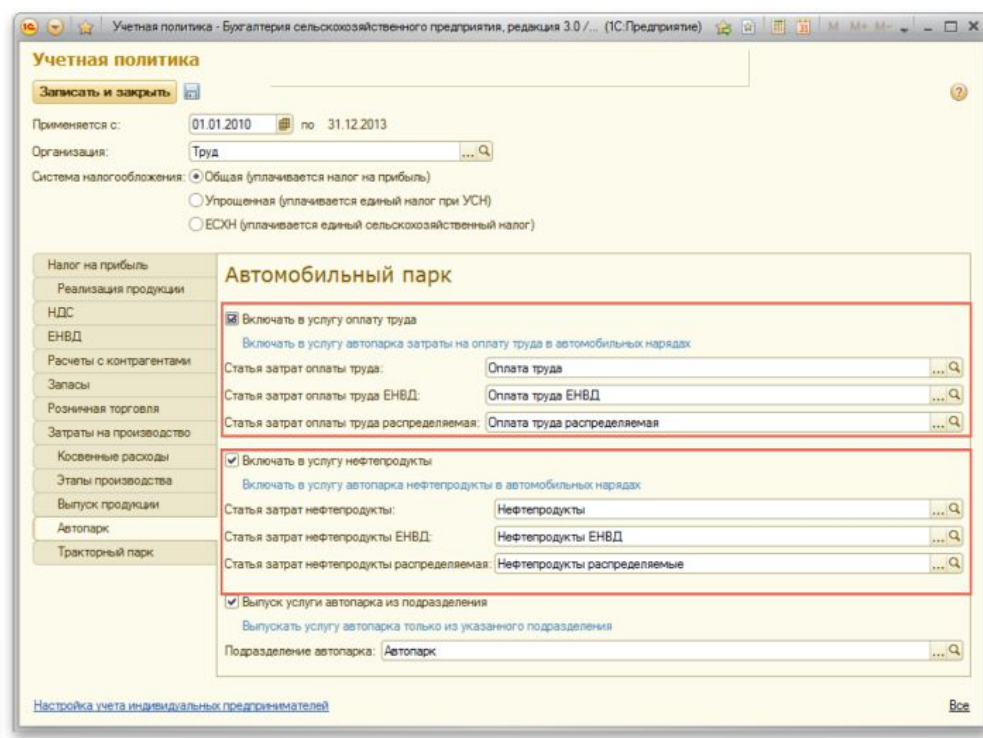 Учетная политика - Бухгалтерия сельскохозяйственного предприятия, редакция 3.0 /... (1С:Предприятие) M M+ M-
Учетная политика
Записать и закрыть
Применяется с: 01.01.2010 по 31.12.2013
Организация: Труд
Система налогообложения: Общая (уплачивается налог на прибыль)
Упрощенная (уплачивается единый налог при УСН)
ЕСХН (уплачивается единый сельскохозяйственный налог)
Налог на прибыль
Реализация продукции
НДС
ЕНВД
Расчеты с контрагентами
Запасы
Розничная торговля
Затраты на производство
Косвенные расходы
Этапы производства
Выпуск продукции
Автопарк
Тракторный парк
Автомобильный парк
Включать в услугу оплату труда
Включать в услугу автопарка затраты на оплату труда в автомобильных нарядах
Статья затрат оплаты труда: Оплата труда
Статья затрат оплаты труда ЕНВД: Оплата труда ЕНВД
Статья затрат оплаты труда распределяемая: Оплата труда распределяемая
Включать в услугу нефтепродукты
Включать в услугу автопарка нефтепродукты в автомобильных нарядах
Статья затрат нефтепродукты: Нефтепродукты
Статья затрат нефтепродукты ЕНВД: Нефтепродукты ЕНВД
Статья затрат нефтепродукты распределяемая: Нефтепродукты распределяемые
Выпуск услуги автопарка из подразделения
Выпускать услугу автопарка только из указанного подразделения
Подразделение автопарка: Автопарк
Настройка учета индивидуальных предпринимателей Все